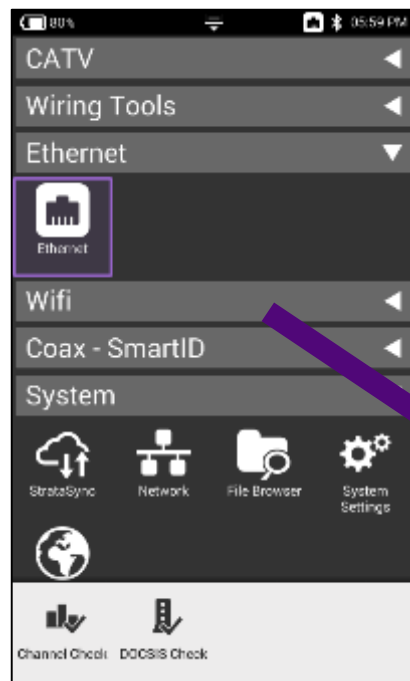 80% 05:59 PM
CATV
Wiring Tools
Ethernet
Ethernet
Wifi
Coax - SmartID
System
StrataSync Network File Browser System
Settings
Channel Check DOCSIS Check